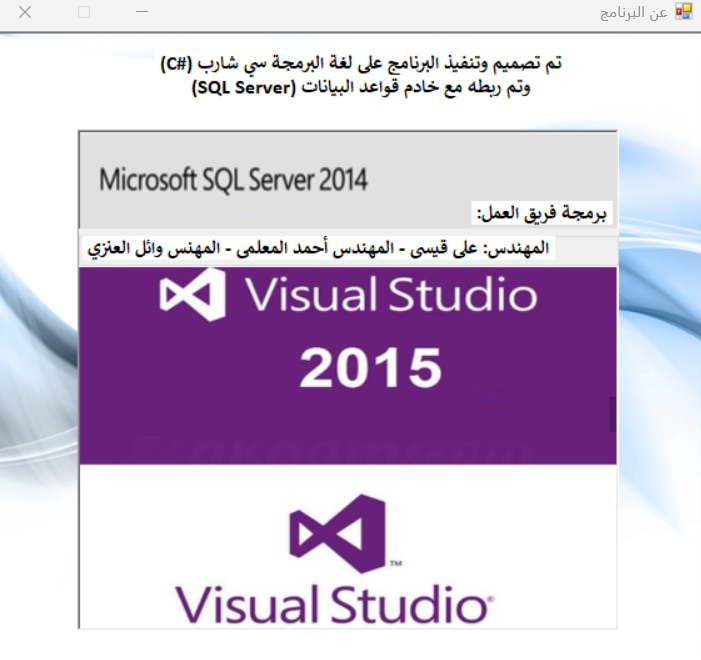 عن البرنامج
تم تصميم وتنفيذ البرنامج على لغة البرمجة سي شارب (C#)
وتم ربطه مع خادم قواعد البيانات (SQL Server)
Microsoft SQL Server 2014
برمجة فريق العمل:
المهندس: على قيسى - المهندس أحمد المعلمى - المهنس وائل العنزي
Visual Studio
2015
Visual Studio®